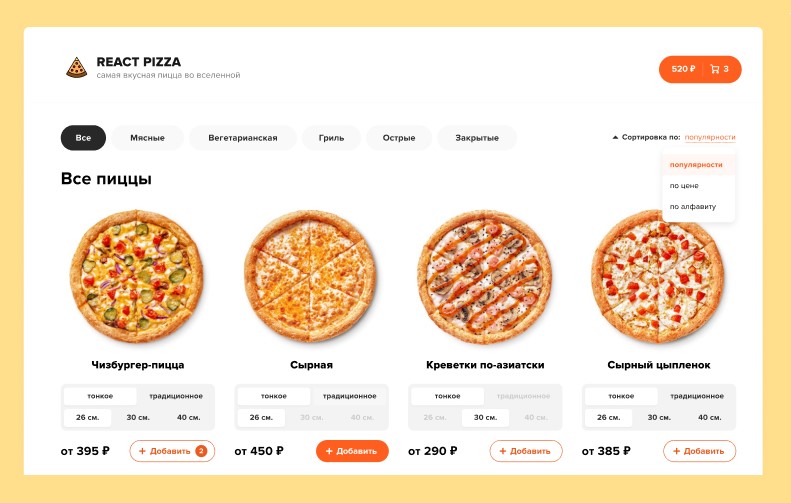 REACT PIZZA
самая вкусная пицца во вселенной
520 ₽ 3
Все Мясные Вегетарианская Гриль Острые Закрытые
Сортировка по: популярности
популярности
по цене
по алфавиту
Все пиццы
Чизбургер-пицца Сырная Креветки по-азиатски Сырный цыпленок
тонкое традиционное тонкое традиционное тонкое традиционное тонкое традиционное
26 см. 30 см. 40 см. 26 см. 30 см. 40 см. 26 см. 30 см. 40 см. 26 см. 30 см. 40 см.
от 395 ₽ + Добавить 2 от 450 ₽ + Добавить от 290 ₽ + Добавить от 385 ₽ + Добавить